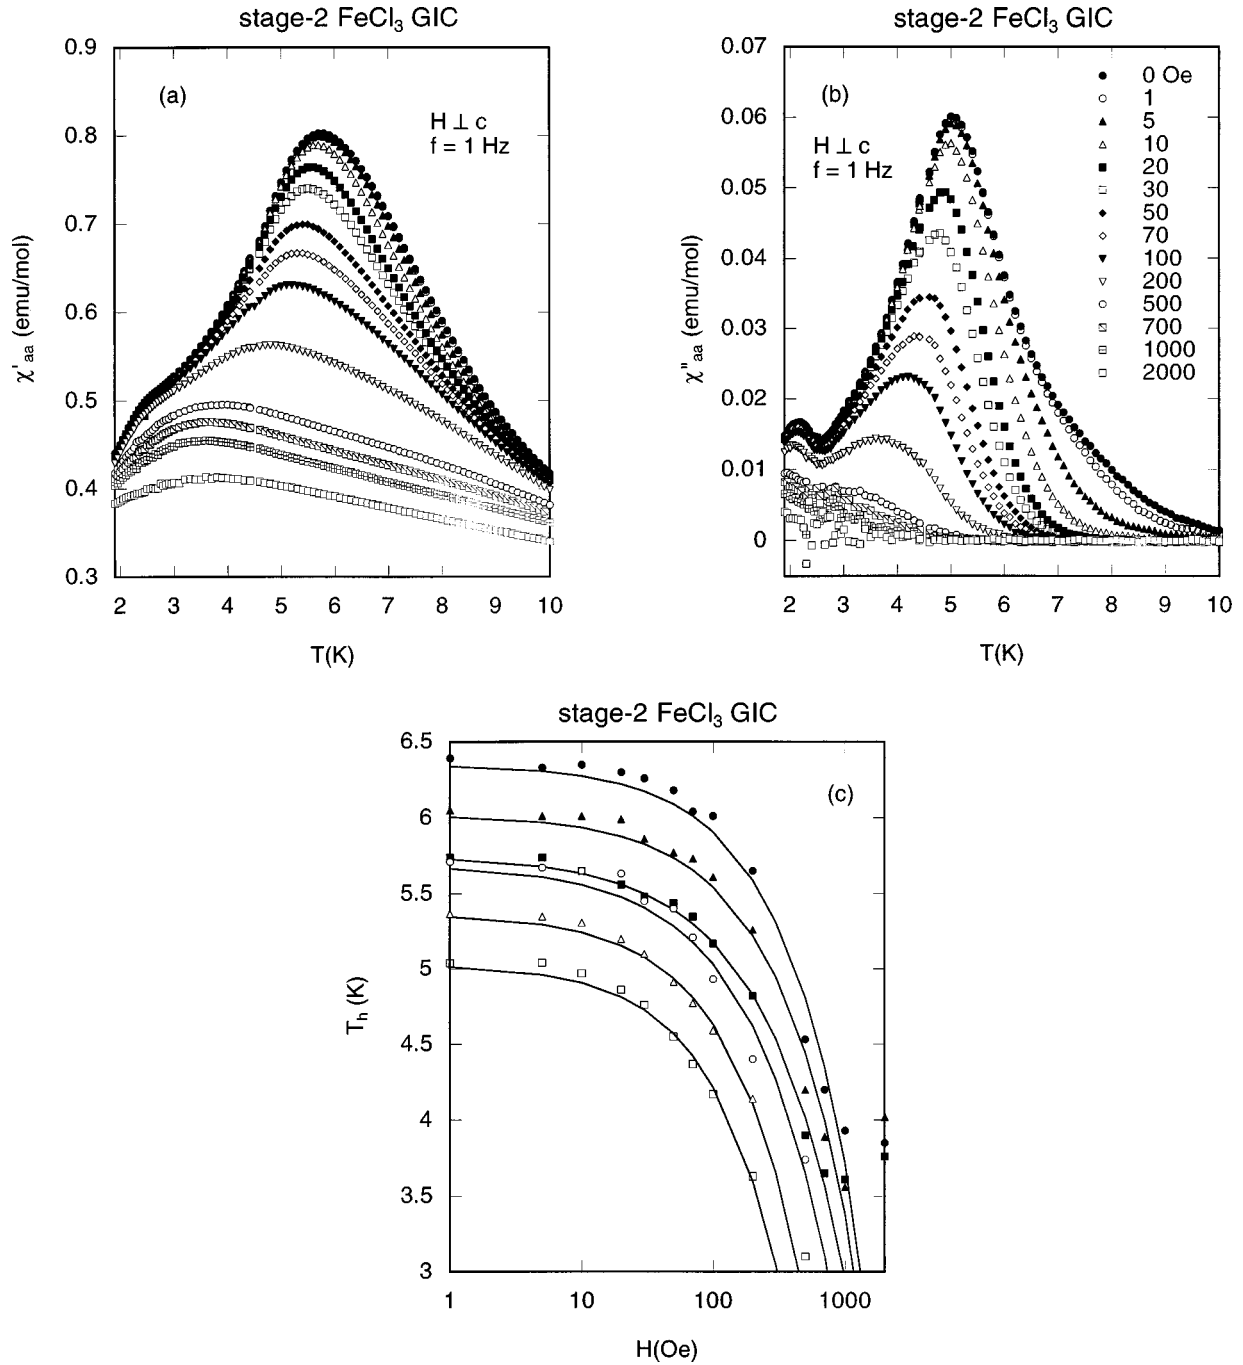 stage-2 FeCl₃ GIC
0.9
0.8
0.7
0.6
0.5
0.4
0.3
χ'aa (emu/mol)
(a)
H ⊥ c
f = 1 Hz
2 3 4 5 6 7 8 9 10
T(K)
stage-2 FeCl₃ GIC
0.07
0.06
0.05
0.04
0.03
0.02
0.01
0
χ''aa (emu/mol)
(b)
H ⊥ c
f = 1 Hz
0 Oe
1
5
10
20
30
50
70
100
200
500
700
1000
2000
2 3 4 5 6 7 8 9 10
T(K)
stage-2 FeCl₃ GIC
6.5
6
5.5
5
4.5
4
3.5
3
Tₕ (K)
(c)
1 10 100 1000
H(Oe)